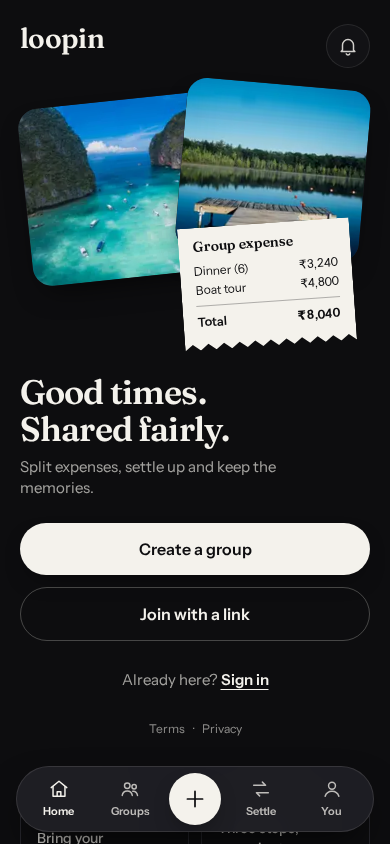 loopin
Group expense
Dinner (6) ₹3,240
Boat tour ₹4,800
Total ₹8,040
Good times.
Shared fairly.
Split expenses, settle up and keep the
memories.
Create a group
Join with a link
Already here? Sign in
Terms · Privacy
Home Groups Settle You
Bring your